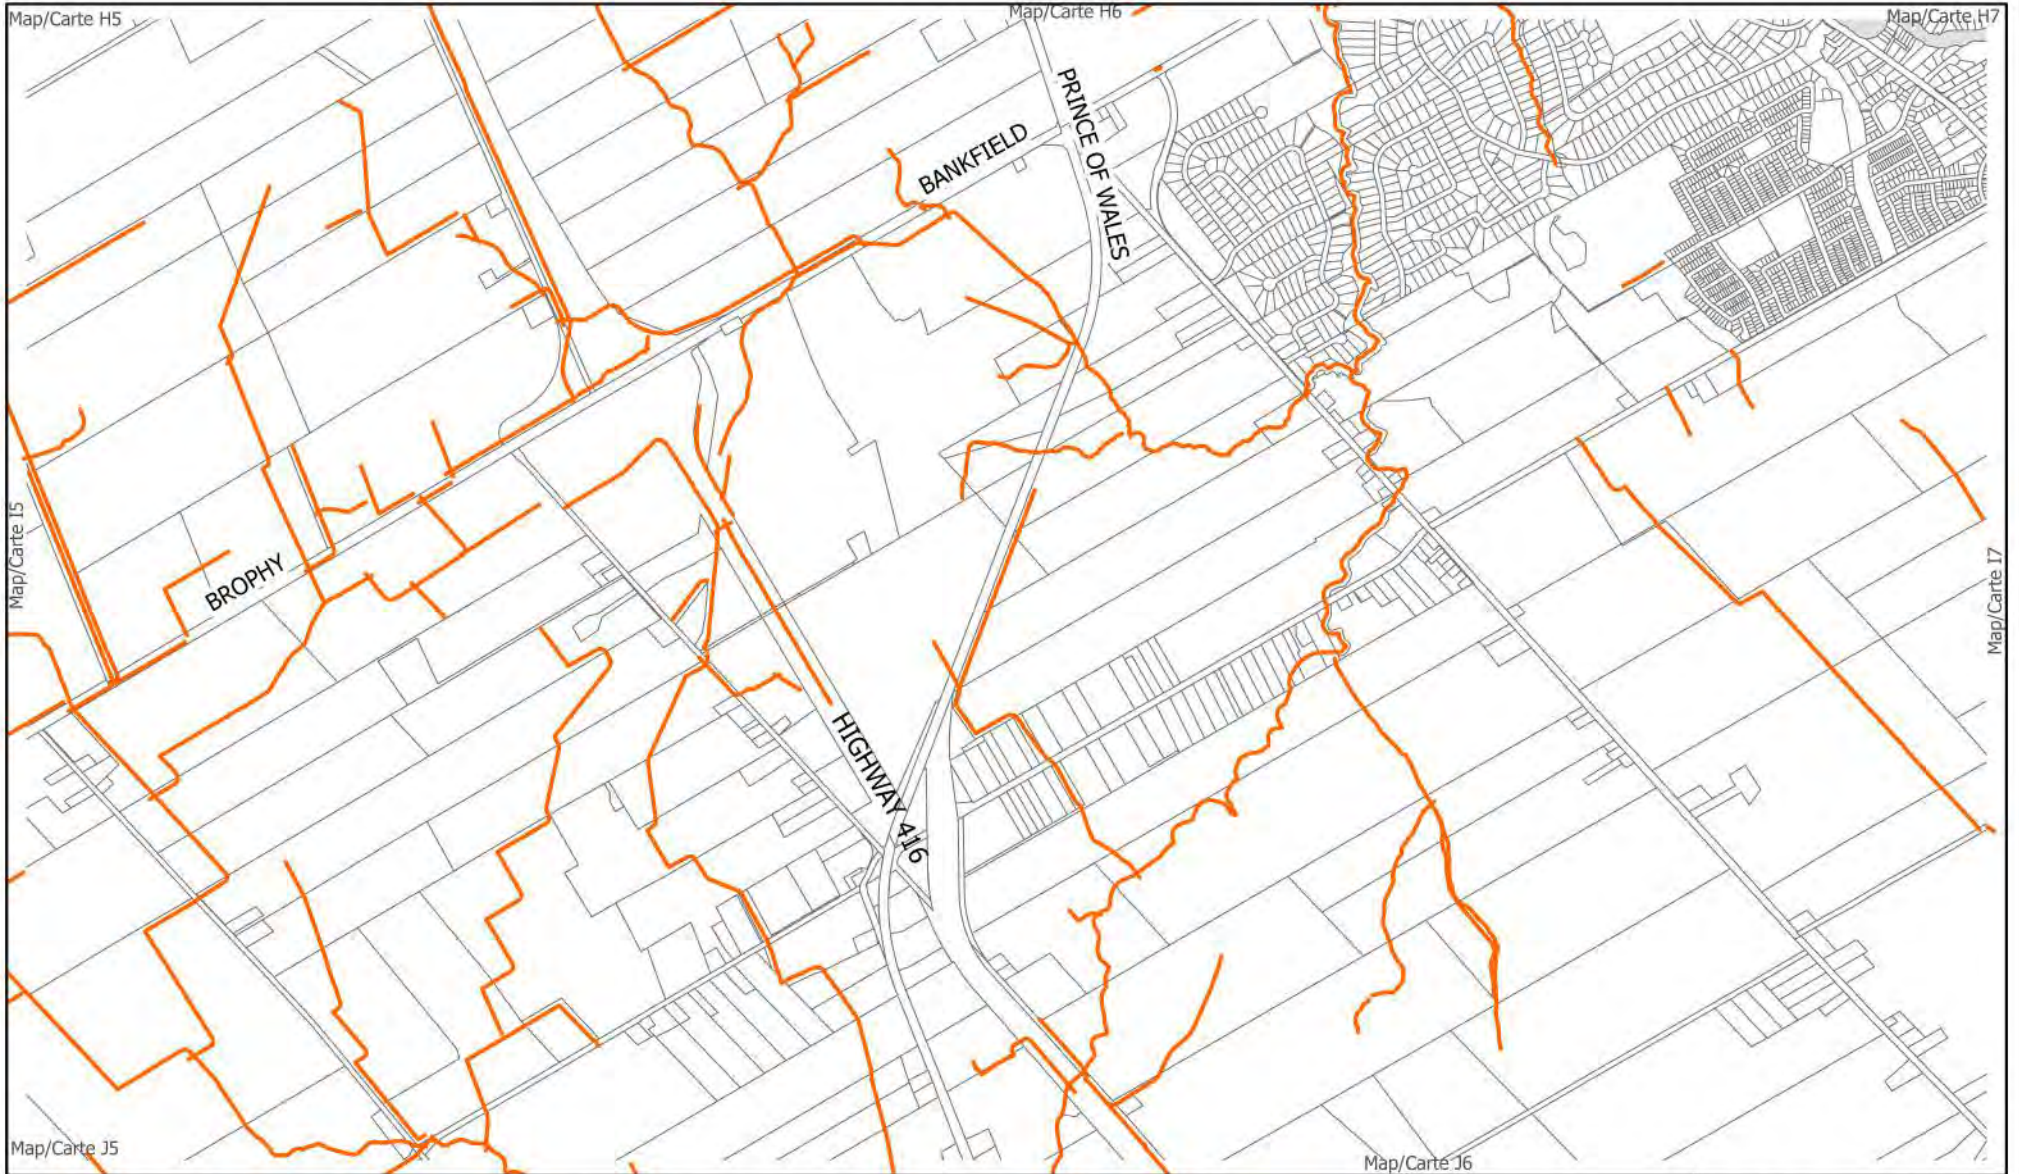 Map/Carte H5
Map/Carte H6
Map/Carte H7
PRINCE OF WALES
BANKFIELD
Map/Carte I5
BROPHY
Map/Carte I7
HIGHWAY 416
Map/Carte J5
Map/Carte J6